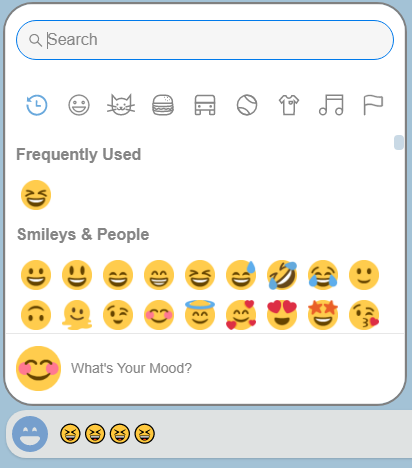 Search
Frequently Used
Smileys & People
What's Your Mood?